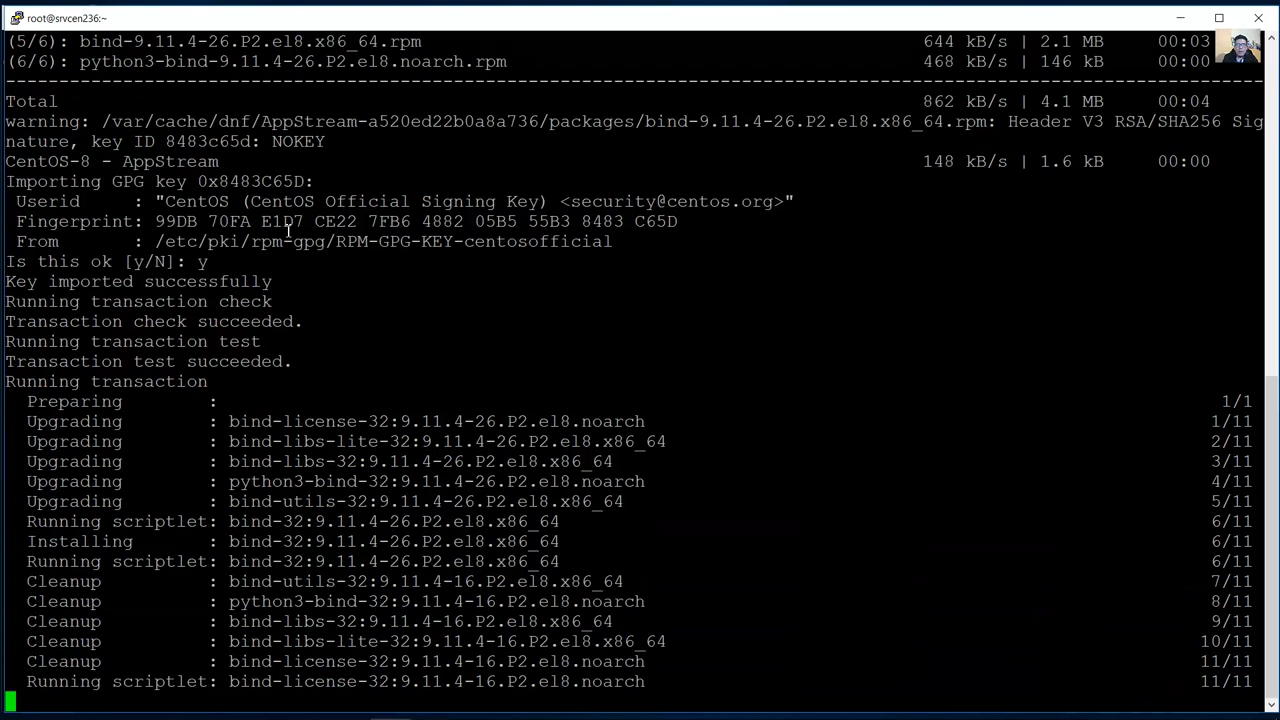 root@srvcen236:~
(5/6): bind-9.11.4-26.P2.el8.x86_64.rpm 644 kB/s | 2.1 MB 00:03
(6/6): python3-bind-9.11.4-26.P2.el8.noarch.rpm 468 kB/s | 146 kB 00:00
--------------------------------------------------------------------------------
Total 862 kB/s | 4.1 MB 00:04
warning: /var/cache/dnf/AppStream-a520ed22b0a8a736/packages/bind-9.11.4-26.P2.el8.x86_64.rpm: Header V3 RSA/SHA256 Sig
nature, key ID 8483c65d: NOKEY
CentOS-8 - AppStream 148 kB/s | 1.6 kB 00:00
Importing GPG key 0x8483C65D:
Userid : "CentOS (CentOS Official Signing Key) <security@centos.org>"
Fingerprint: 99DB 70FA E1D7 CE22 7FB6 4882 05B5 55B3 8483 C65D
From : /etc/pki/rpm-gpg/RPM-GPG-KEY-centosofficial
Is this ok [y/N]: y
Key imported successfully
Running transaction check
Transaction check succeeded.
Running transaction test
Transaction test succeeded.
Running transaction
Preparing : 1/1
Upgrading : bind-license-32:9.11.4-26.P2.el8.noarch 1/11
Upgrading : bind-libs-lite-32:9.11.4-26.P2.el8.x86_64 2/11
Upgrading : bind-libs-32:9.11.4-26.P2.el8.x86_64 3/11
Upgrading : python3-bind-32:9.11.4-26.P2.el8.noarch 4/11
Upgrading : bind-utils-32:9.11.4-26.P2.el8.x86_64 5/11
Running scriptlet: bind-32:9.11.4-26.P2.el8.x86_64 6/11
Installing : bind-32:9.11.4-26.P2.el8.x86_64 6/11
Running scriptlet: bind-32:9.11.4-26.P2.el8.x86_64 6/11
Cleanup : bind-utils-32:9.11.4-16.P2.el8.x86_64 7/11
Cleanup : python3-bind-32:9.11.4-16.P2.el8.noarch 8/11
Cleanup : bind-libs-32:9.11.4-16.P2.el8.x86_64 9/11
Cleanup : bind-libs-lite-32:9.11.4-16.P2.el8.x86_64 10/11
Cleanup : bind-license-32:9.11.4-16.P2.el8.noarch 11/11
Running scriptlet: bind-license-32:9.11.4-16.P2.el8.noarch 11/11